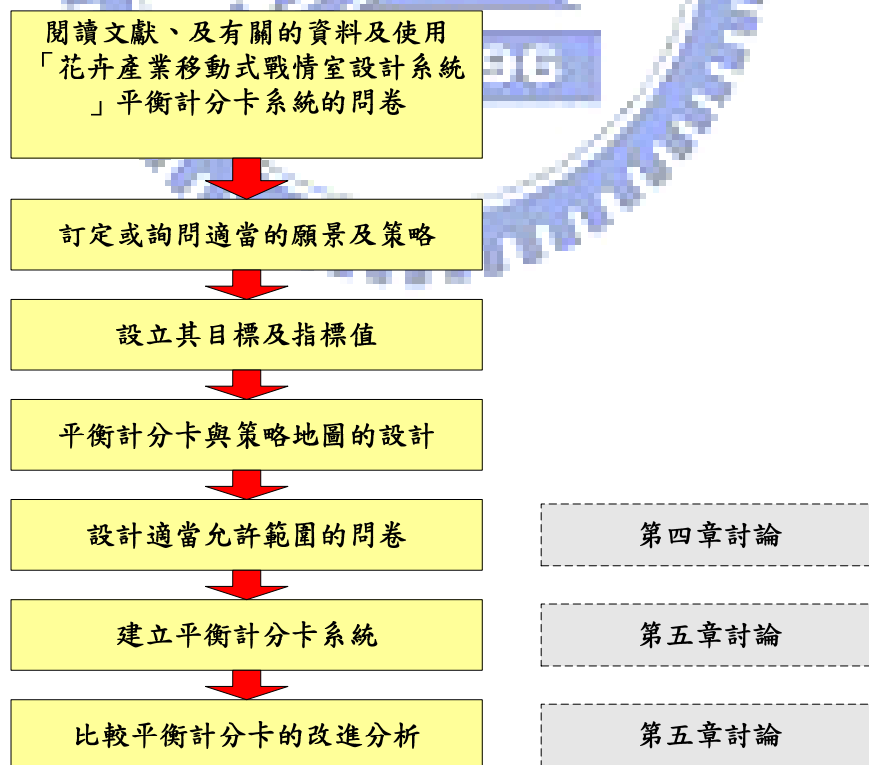 閱讀文獻、及有關的資料及使用
「花卉產業移動式戰情室設計系統
」平衡計分卡系統的問卷
訂定或詢問適當的願景及策略
設立其目標及指標值
平衡計分卡與策略地圖的設計
設計適當允許範圍的問卷
第四章討論
建立平衡計分卡系統
第五章討論
比較平衡計分卡的改進分析
第五章討論